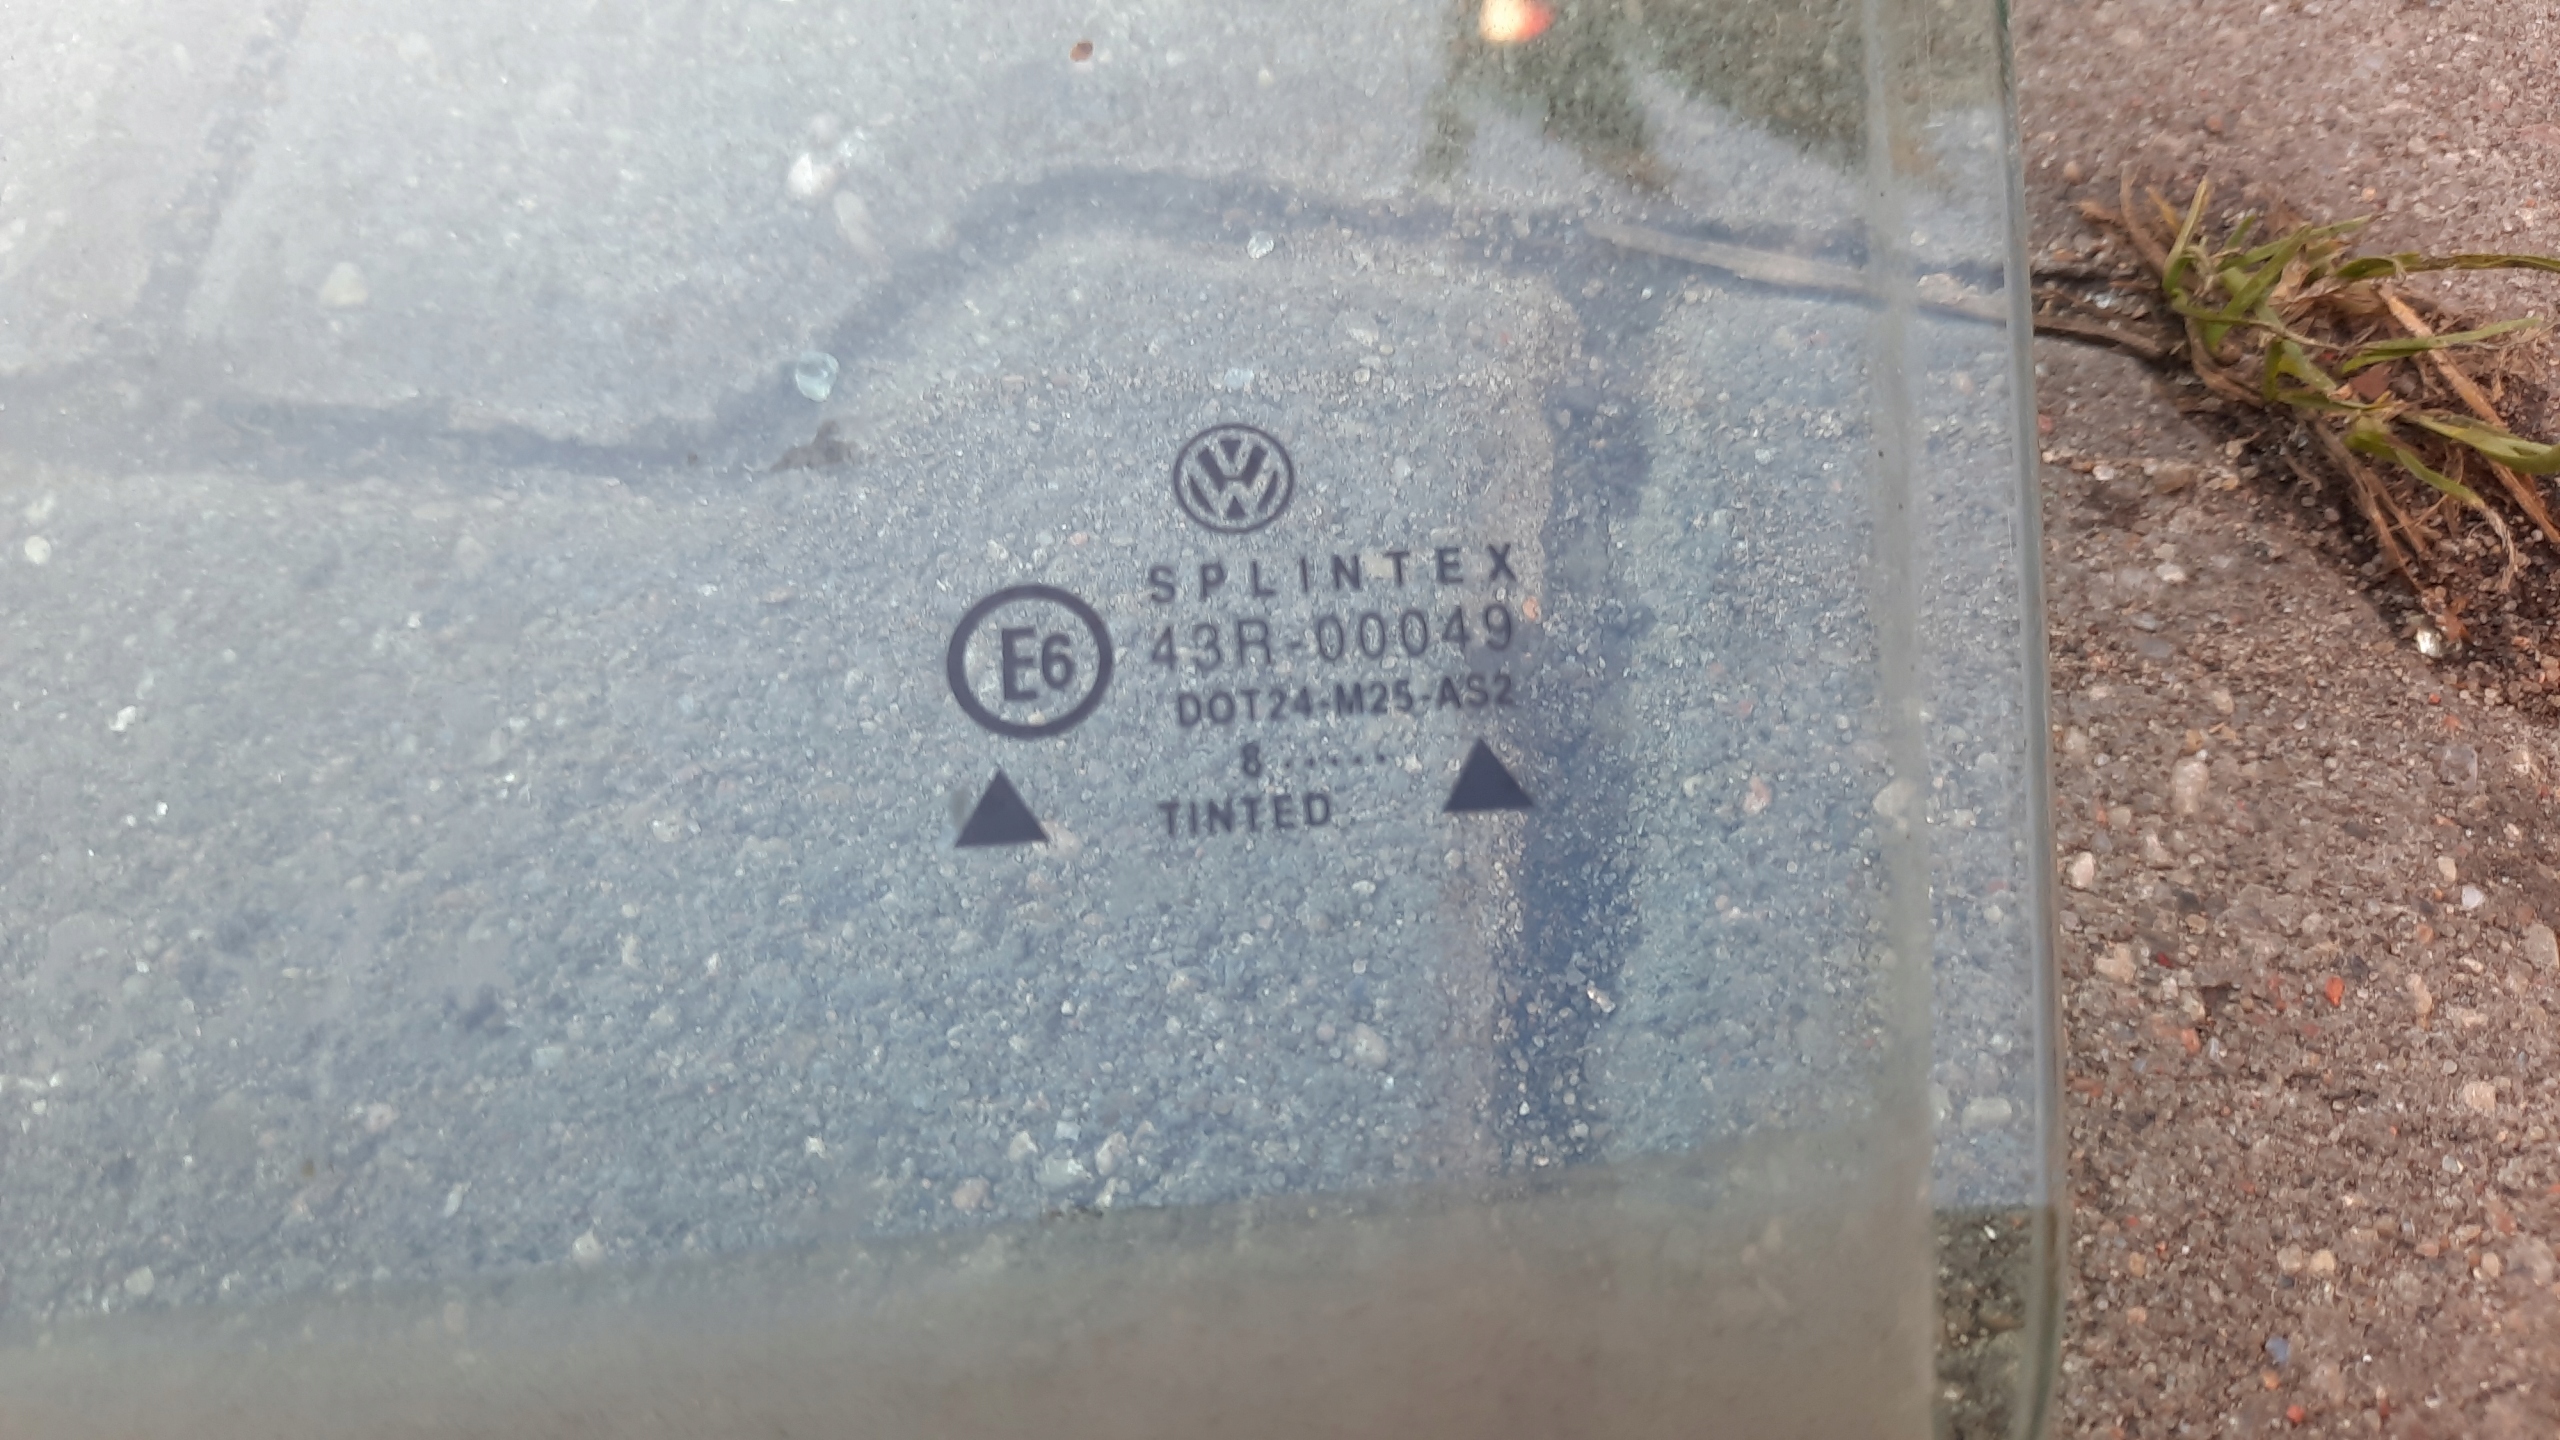 SPLINTEX
E6
43R-00049
DOT24-M25-AS2
8.....
TINTED